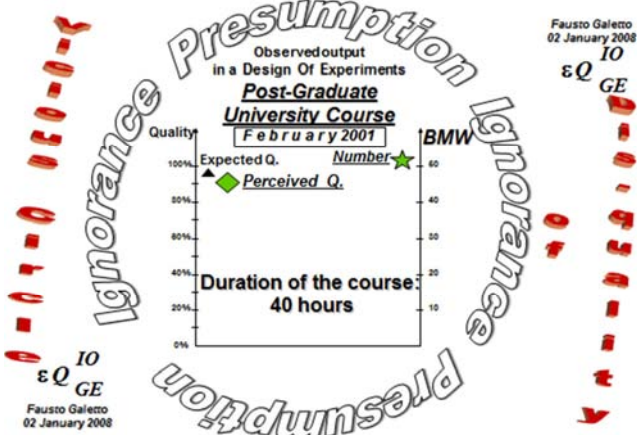 Vicious Circle
Presumption
Ignorance
Presumption
Ignorance
Fausto Galetto
02 January 2008
εQ IO GE
of
Dis-quality
Observed output
in a Design Of Experiments
Post-Graduate
University Course
February 2001
Quality
BMW
Number
Expected Q.
Perceived Q.
100%
80%
60%
40%
20%
0%
60
40
30
20
10
Duration of the course:
40 hours
εQ IO GE
Fausto Galetto
02 January 2008